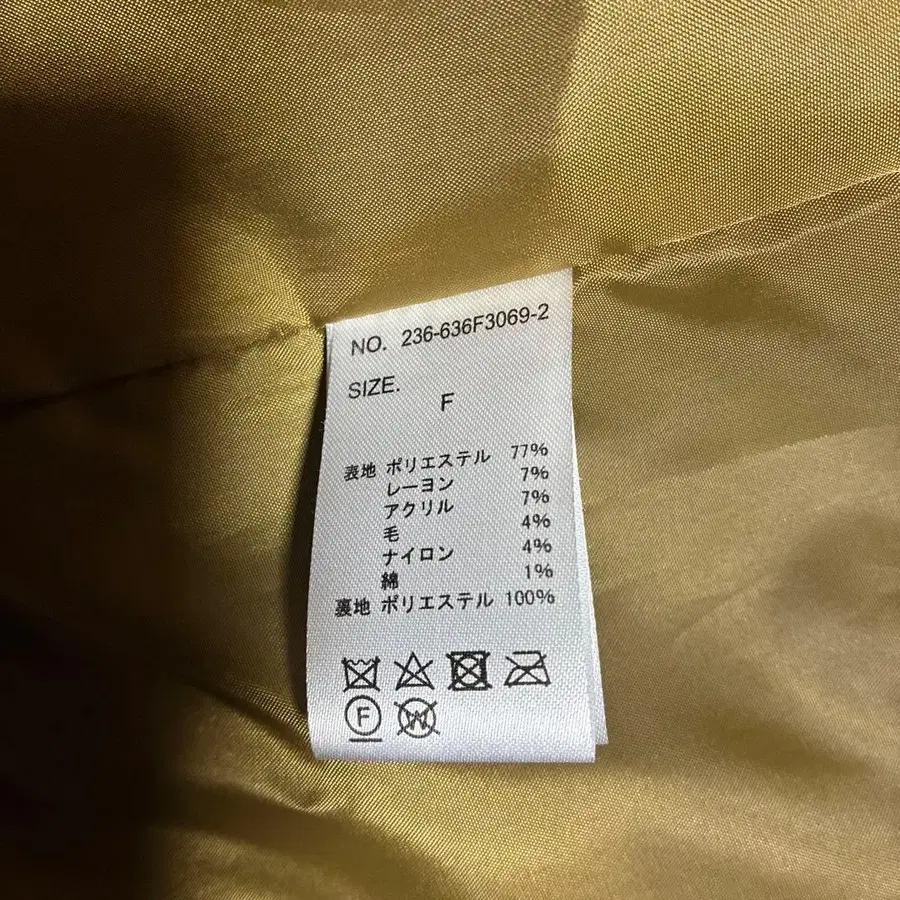 NO. 236-636F3069-2
SIZE.
F
表地 ポリエステル 77%
レーヨン 7%
アクリル 7%
毛 4%
ナイロン 4%
綿 1%
裏地 ポリエステル 100%
F W